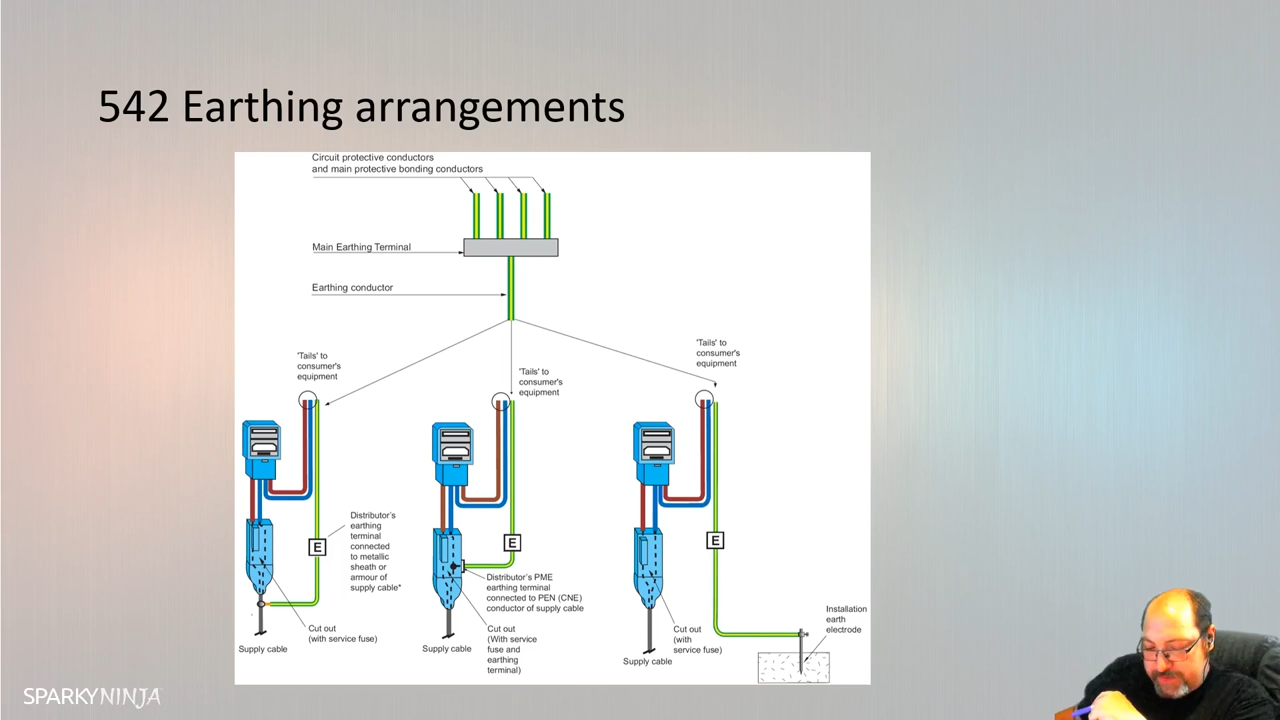 542 Earthing arrangements
Circuit protective conductors
and main protective bonding conductors
Main Earthing Terminal
Earthing conductor
'Tails' to
consumer's
equipment
'Tails' to
consumer's
equipment
'Tails' to
consumer's
equipment
E
Distributor's
earthing
terminal
connected
to metallic
sheath or
armour of
supply cable*
Cut out
(with service fuse)
Supply cable
E
Distributor's PME
earthing terminal
connected to PEN (CNE)
conductor of supply cable
Cut out
(With service
fuse and
earthing
terminal)
Supply cable
E
Cut out
(with
service fuse)
Supply cable
Installation
earth
electrode
SPARKYNINJA